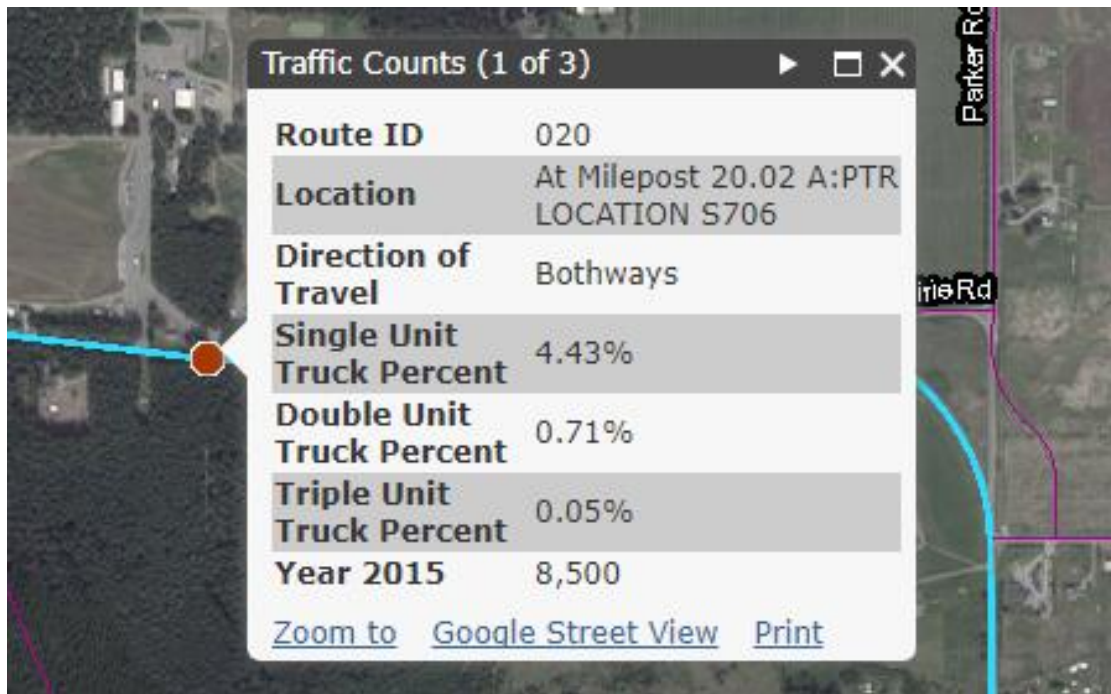 Traffic Counts (1 of 3)
Parker Rd
Route ID 020
Location At Milepost 20.02 A:PTR
LOCATION S706
Direction of
Travel Bothways
Single Unit
Truck Percent 4.43%
Double Unit
Truck Percent 0.71%
Triple Unit
Truck Percent 0.05%
Year 2015 8,500
Zoom to Google Street View Print
Rd